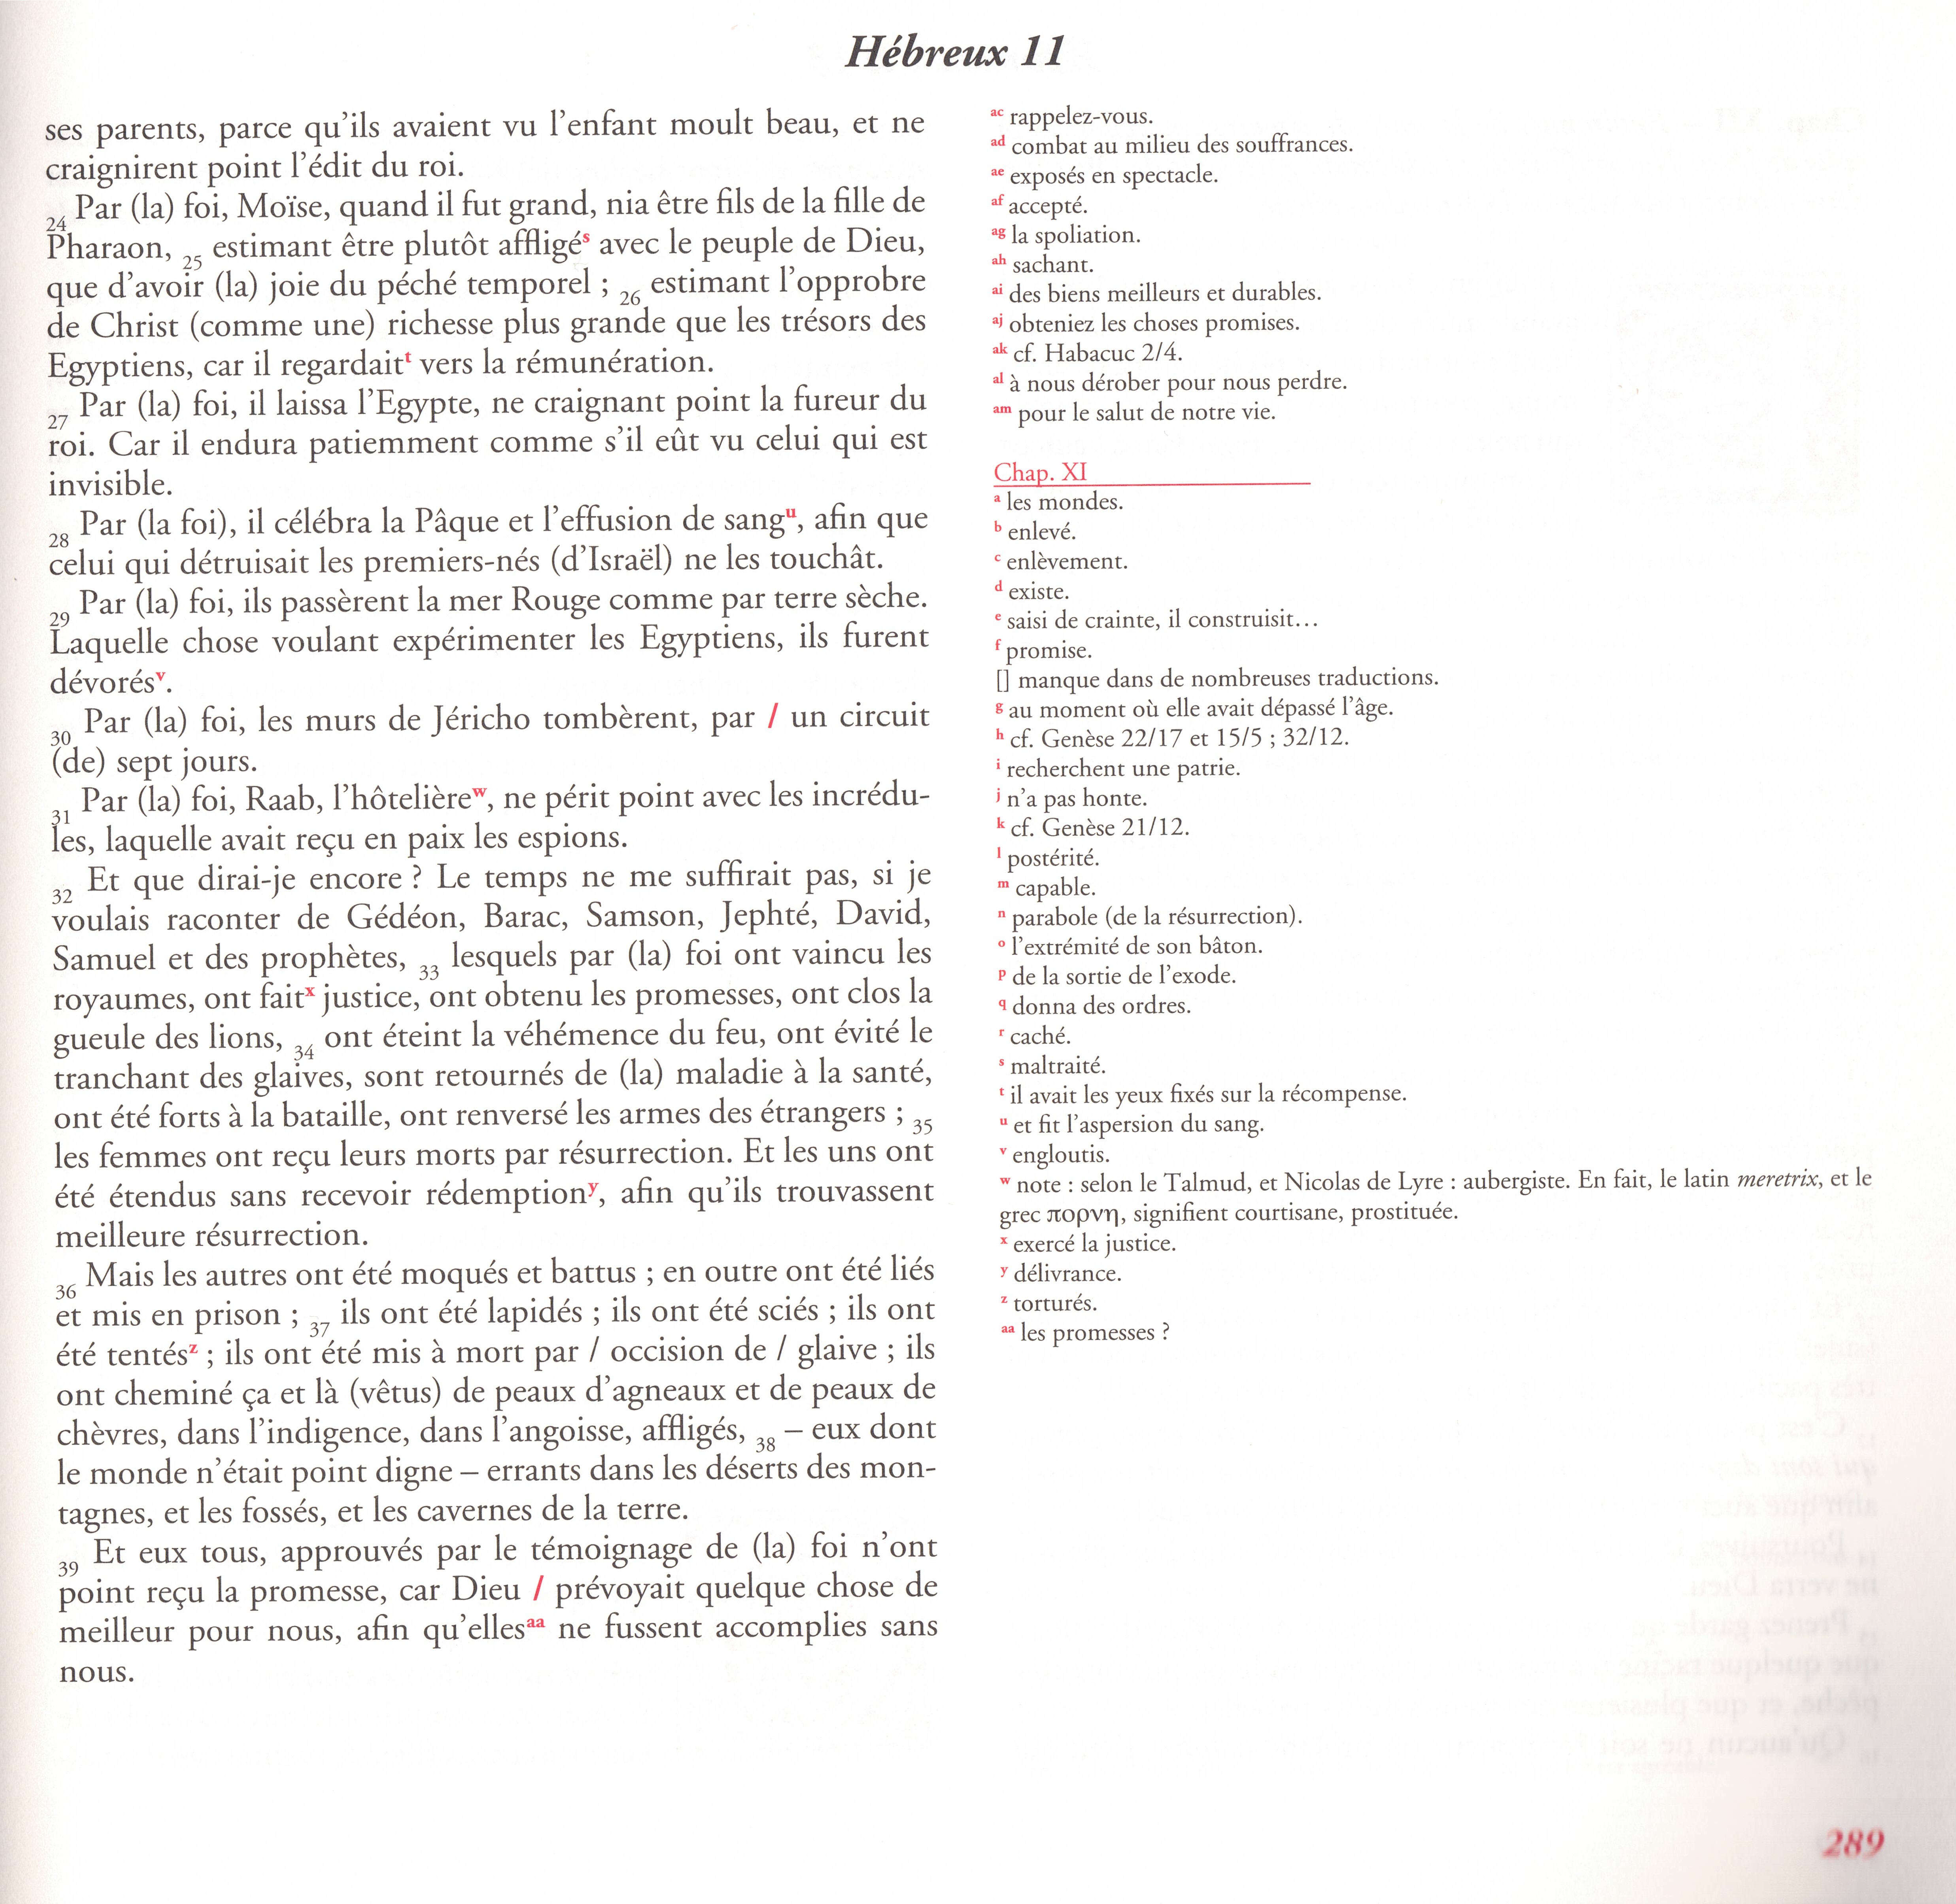 Hébreux 11
ses parents, parce qu'ils avaient vu l'enfant moult beau, et ne
craignirent point l'édit du roi.
24 Par (la) foi, Moïse, quand il fut grand, nia être fils de la fille de
Pharaon, 25 estimant être plutôt affligé^s avec le peuple de Dieu,
que d'avoir (la) joie du péché temporel ; 26 estimant l'opprobre
de Christ (comme une) richesse plus grande que les trésors des
Egyptiens, car il regardait^t vers la rémunération.
27 Par (la) foi, il laissa l'Egypte, ne craignant point la fureur du
roi. Car il endura patiemment comme s'il eût vu celui qui est
invisible.
28 Par (la foi), il célébra la Pâque et l'effusion de sang^u, afin que
celui qui détruisait les premiers-nés (d'Israël) ne les touchât.
29 Par (la) foi, ils passèrent la mer Rouge comme par terre sèche.
Laquelle chose voulant expérimenter les Egyptiens, ils furent
dévorés^v.
30 Par (la) foi, les murs de Jéricho tombèrent, par / un circuit
(de) sept jours.
31 Par (la) foi, Raab, l'hôtelière^w, ne périt point avec les incrédu-
les, laquelle avait reçu en paix les espions.
32 Et que dirai-je encore ? Le temps ne me suffirait pas, si je
voulais raconter de Gédéon, Barac, Samson, Jephté, David,
Samuel et des prophètes, 33 lesquels par (la) foi ont vaincu les
royaumes, ont fait^x justice, ont obtenu les promesses, ont clos la
gueule des lions, 34 ont éteint la véhémence du feu, ont évité le
tranchant des glaives, sont retournés de (la) maladie à la santé,
ont été forts à la bataille, ont renversé les armes des étrangers ; 35
les femmes ont reçu leurs morts par résurrection. Et les uns ont
été étendus sans recevoir rédemption^y, afin qu'ils trouvassent
meilleure résurrection.
36 Mais les autres ont été moqués et battus ; en outre ont été liés
et mis en prison ; 37 ils ont été lapidés ; ils ont été sciés ; ils ont
été tentés^z ; ils ont été mis à mort par / occision de / glaive ; ils
ont cheminé ça et là (vêtus) de peaux d'agneaux et de peaux de
chèvres, dans l'indigence, dans l'angoisse, affligés, 38 – eux dont
le monde n'était point digne – errants dans les déserts des mon-
tagnes, et les fossés, et les cavernes de la terre.
39 Et eux tous, approuvés par le témoignage de (la) foi n'ont
point reçu la promesse, car Dieu / prévoyait quelque chose de
meilleur pour nous, afin qu'elles^aa ne fussent accomplies sans
nous.
ac rappelez-vous.
ad combat au milieu des souffrances.
ae exposés en spectacle.
af accepté.
ag la spoliation.
ah sachant.
ai des biens meilleurs et durables.
aj obteniez les choses promises.
ak cf. Habacuc 2/4.
al à nous dérober pour nous perdre.
am pour le salut de notre vie.
Chap. XI
a les mondes.
b enlevé.
c enlèvement.
d existe.
e saisi de crainte, il construisit…
f promise.
[] manque dans de nombreuses traductions.
g au moment où elle avait dépassé l'âge.
h cf. Genèse 22/17 et 15/5 ; 32/12.
i recherchent une patrie.
j n'a pas honte.
k cf. Genèse 21/12.
l postérité.
m capable.
n parabole (de la résurrection).
o l'extrémité de son bâton.
p de la sortie de l'exode.
q donna des ordres.
r caché.
s maltraité.
t il avait les yeux fixés sur la récompense.
u et fit l'aspersion du sang.
v engloutis.
w note : selon le Talmud, et Nicolas de Lyre : aubergiste. En fait, le latin meretrix, et le
grec πορνη, signifient courtisane, prostituée.
x exercé la justice.
y délivrance.
z torturés.
aa les promesses ?
289